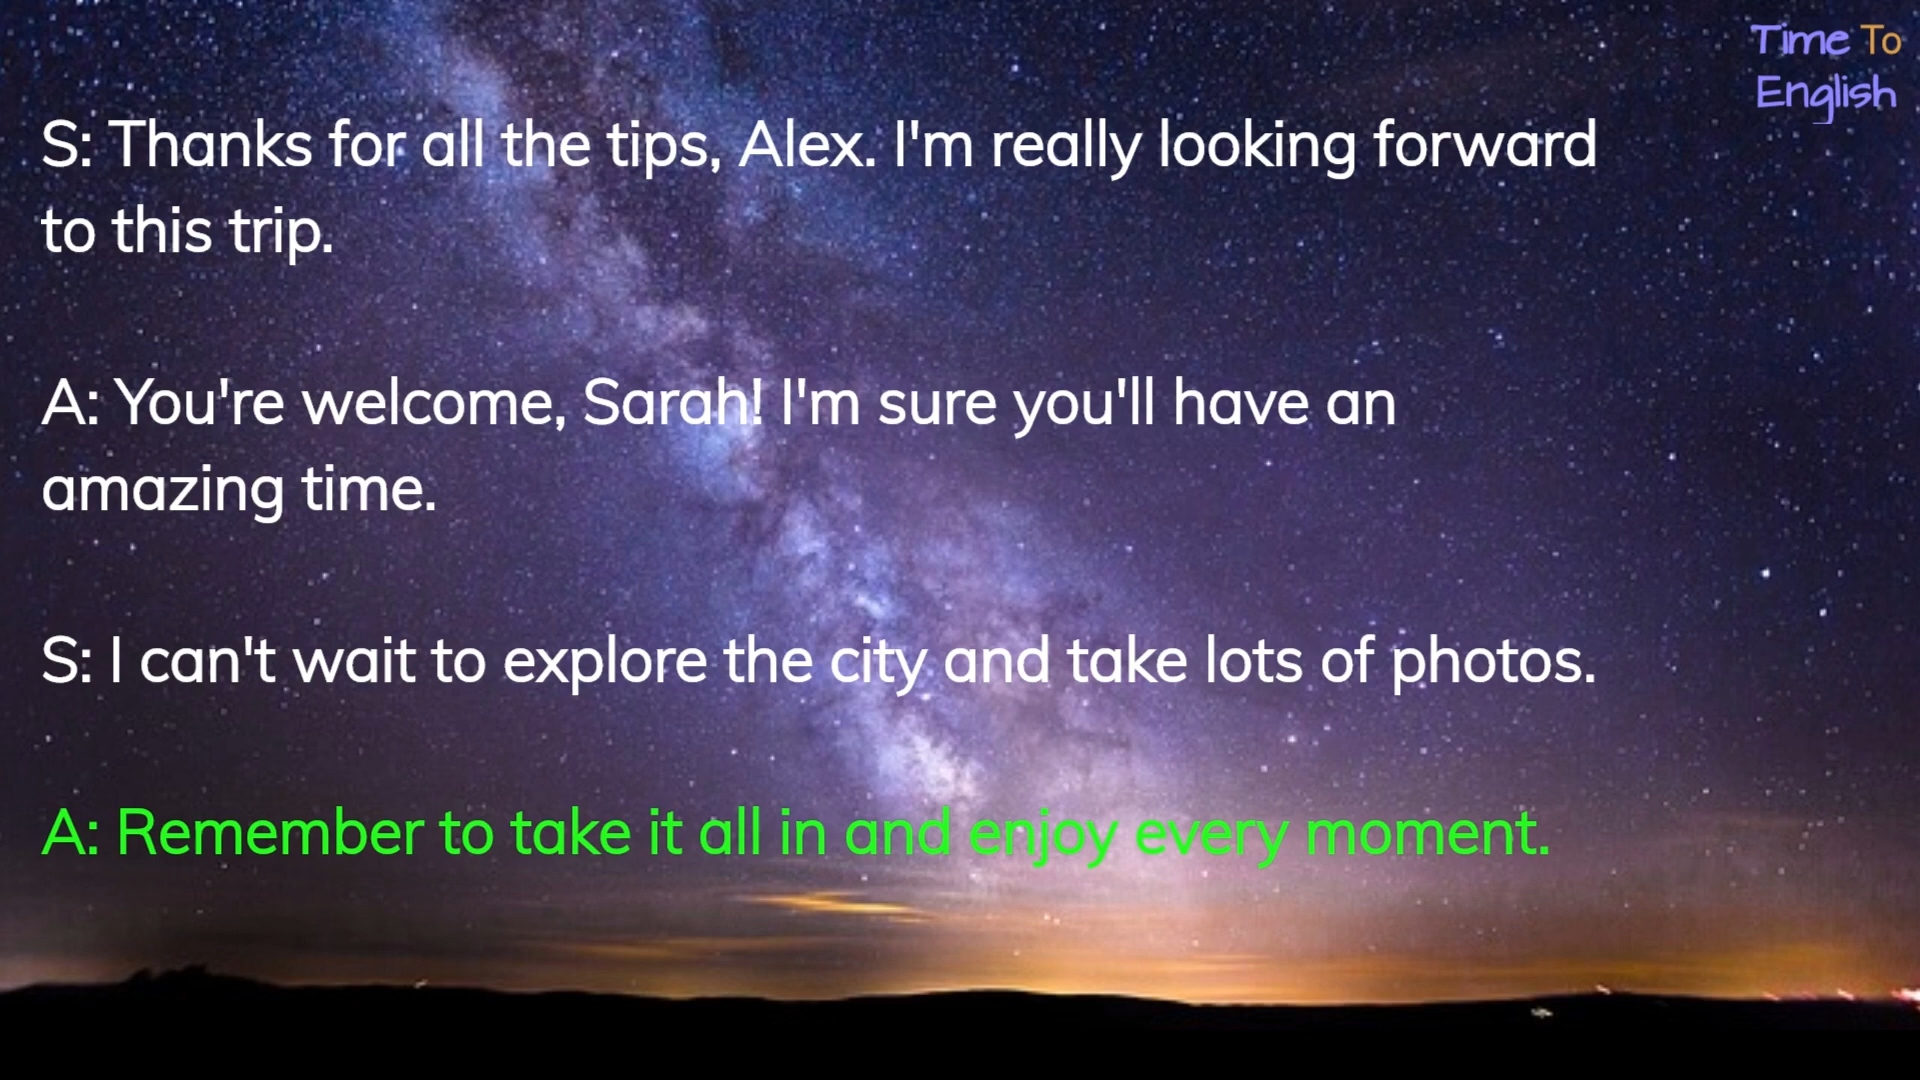 Time To
English
S: Thanks for all the tips, Alex. I'm really looking forward
to this trip.
A: You're welcome, Sarah! I'm sure you'll have an
amazing time.
S: I can't wait to explore the city and take lots of photos.
A: Remember to take it all in and enjoy every moment.